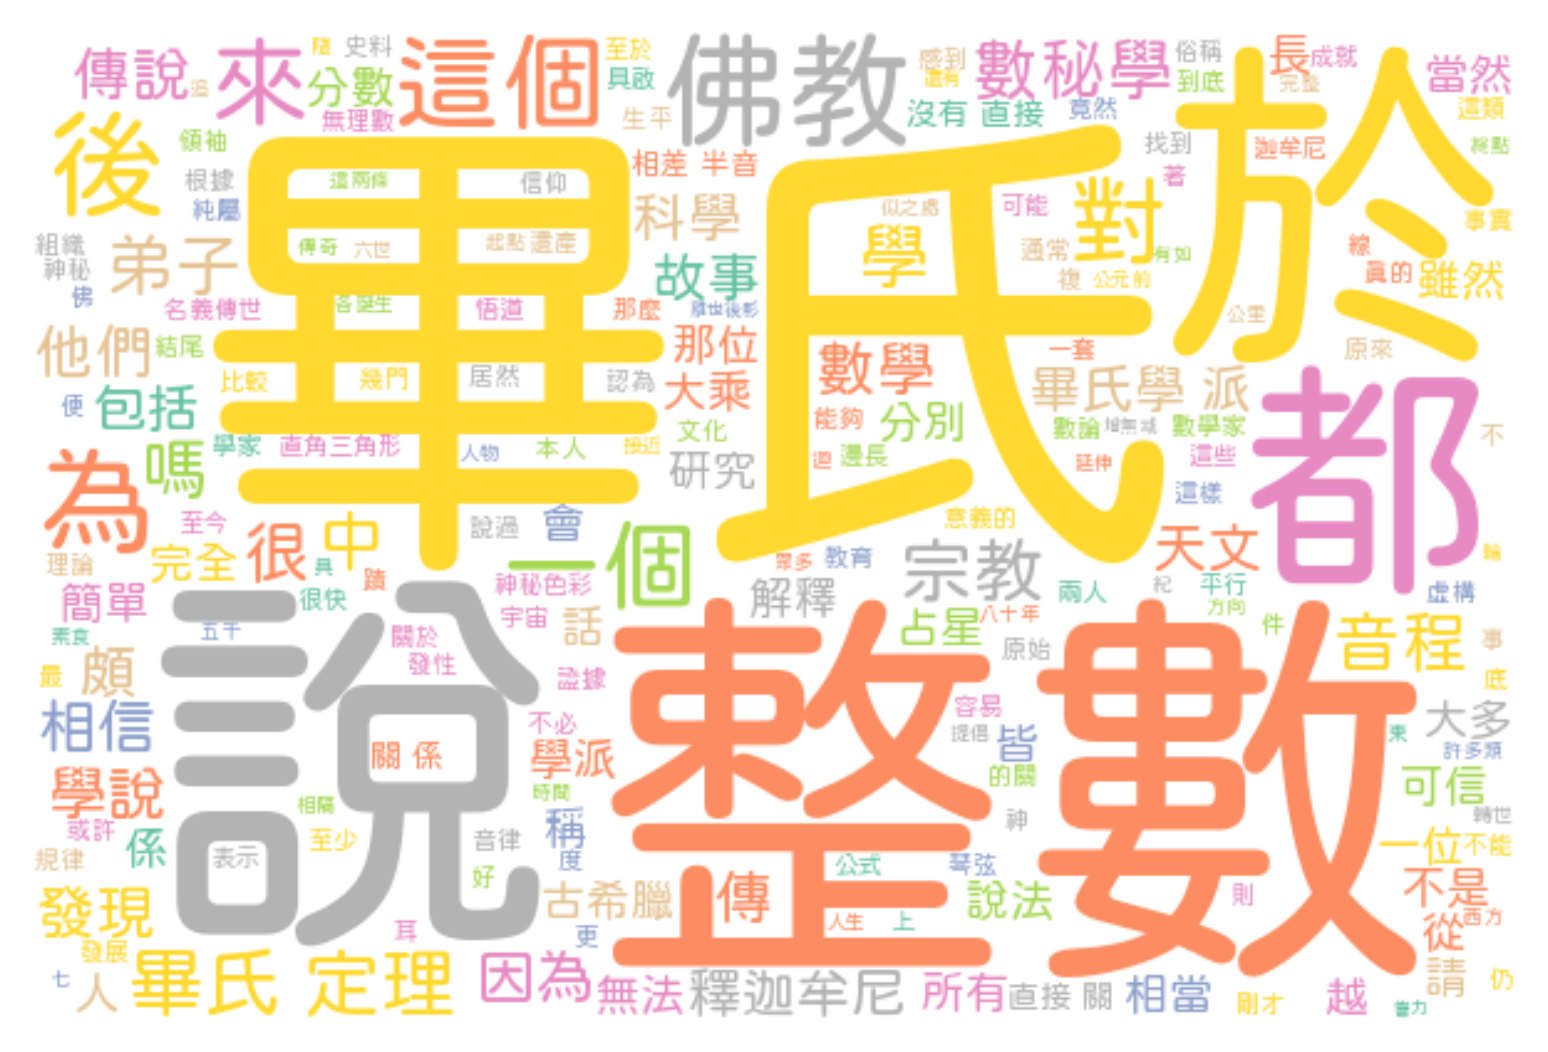 傳說
追
來
隨
史料
分數
無理數
這個
至於
具啟
生平
佛教
感到
還有
沒有 直接
數秘學
竟然
俗稱
到底
找到
長
成就
完整
迦牟尼
當然
這類
終點
後
領袖
根據
純屬
組織
神秘
佛
弟子
名義傳世
畢氏
這兩條
信仰
傳奇
六世
起點
遺產
相差 半音
科學
故事
那麼
似之處
學
可能
通常
複
對
著
有如
公元前
於
公里
線
眞的
事實
雖然
原來
他們
結尾
便
包括
比較
幾門
居然
認為
悟道
那位
大乘
數學
能夠
分別
一套
畢氏學 派
數論
數學家
這些
這樣
延伸
都
不
嗎
學家
直角三角形
人物
本人
接近
文化
研究
迴
漫長
為
至今
很
中
說過
會
一個
意義的
眾多
教育
宗教
天文
輪
理論
完全
具
蹟
簡單
很快
五千
素食
神秘色彩
宇宙
話
解釋
占星
八十年
原始
兩人
紀
平行
方向
件
虛構
音程
事
底
最
頗
說
關於
發性
證據
整數
容易
提倡
皆
的關
大多
東
許多類
相信
關 係
不必
學派
時間
學說
或許
規律
係
相隔
至少
表示
音律
稱
度
好
公式
琴弦
神
可信
轉世
一位
不能
發現
發展
耳
古希臘
更
傳
人生
上
說法
則
不是
西方
從
七
人
畢氏 定理
因為
無法
釋迦牟尼
所有
直接 關
相當
剛才
越
請
仍